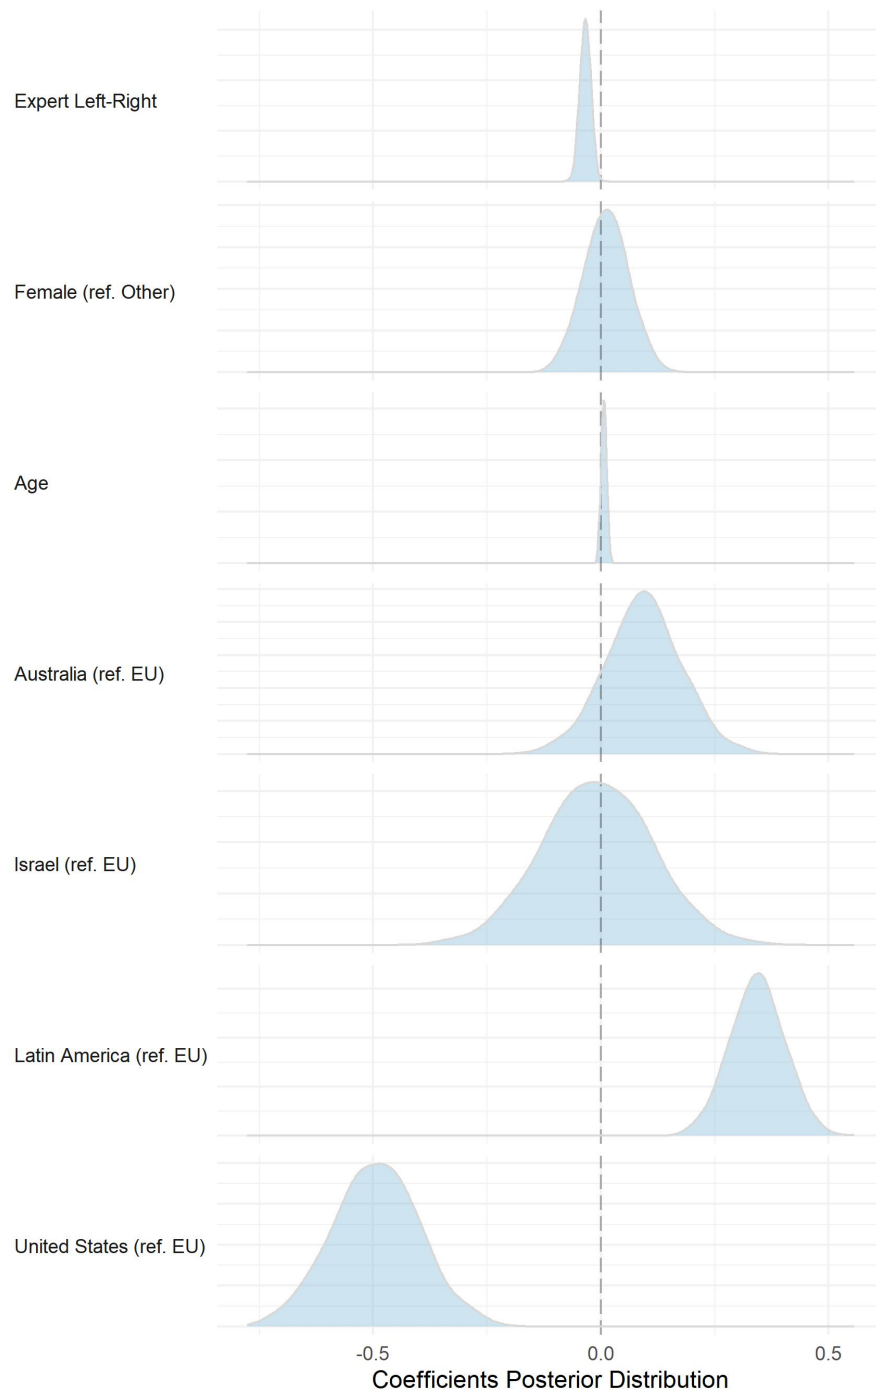 Expert Left-Right
Female (ref. Other)
Age
Australia (ref. EU)
Israel (ref. EU)
Latin America (ref. EU)
United States (ref. EU)
-0.5 0.0 0.5
Coefficients Posterior Distribution